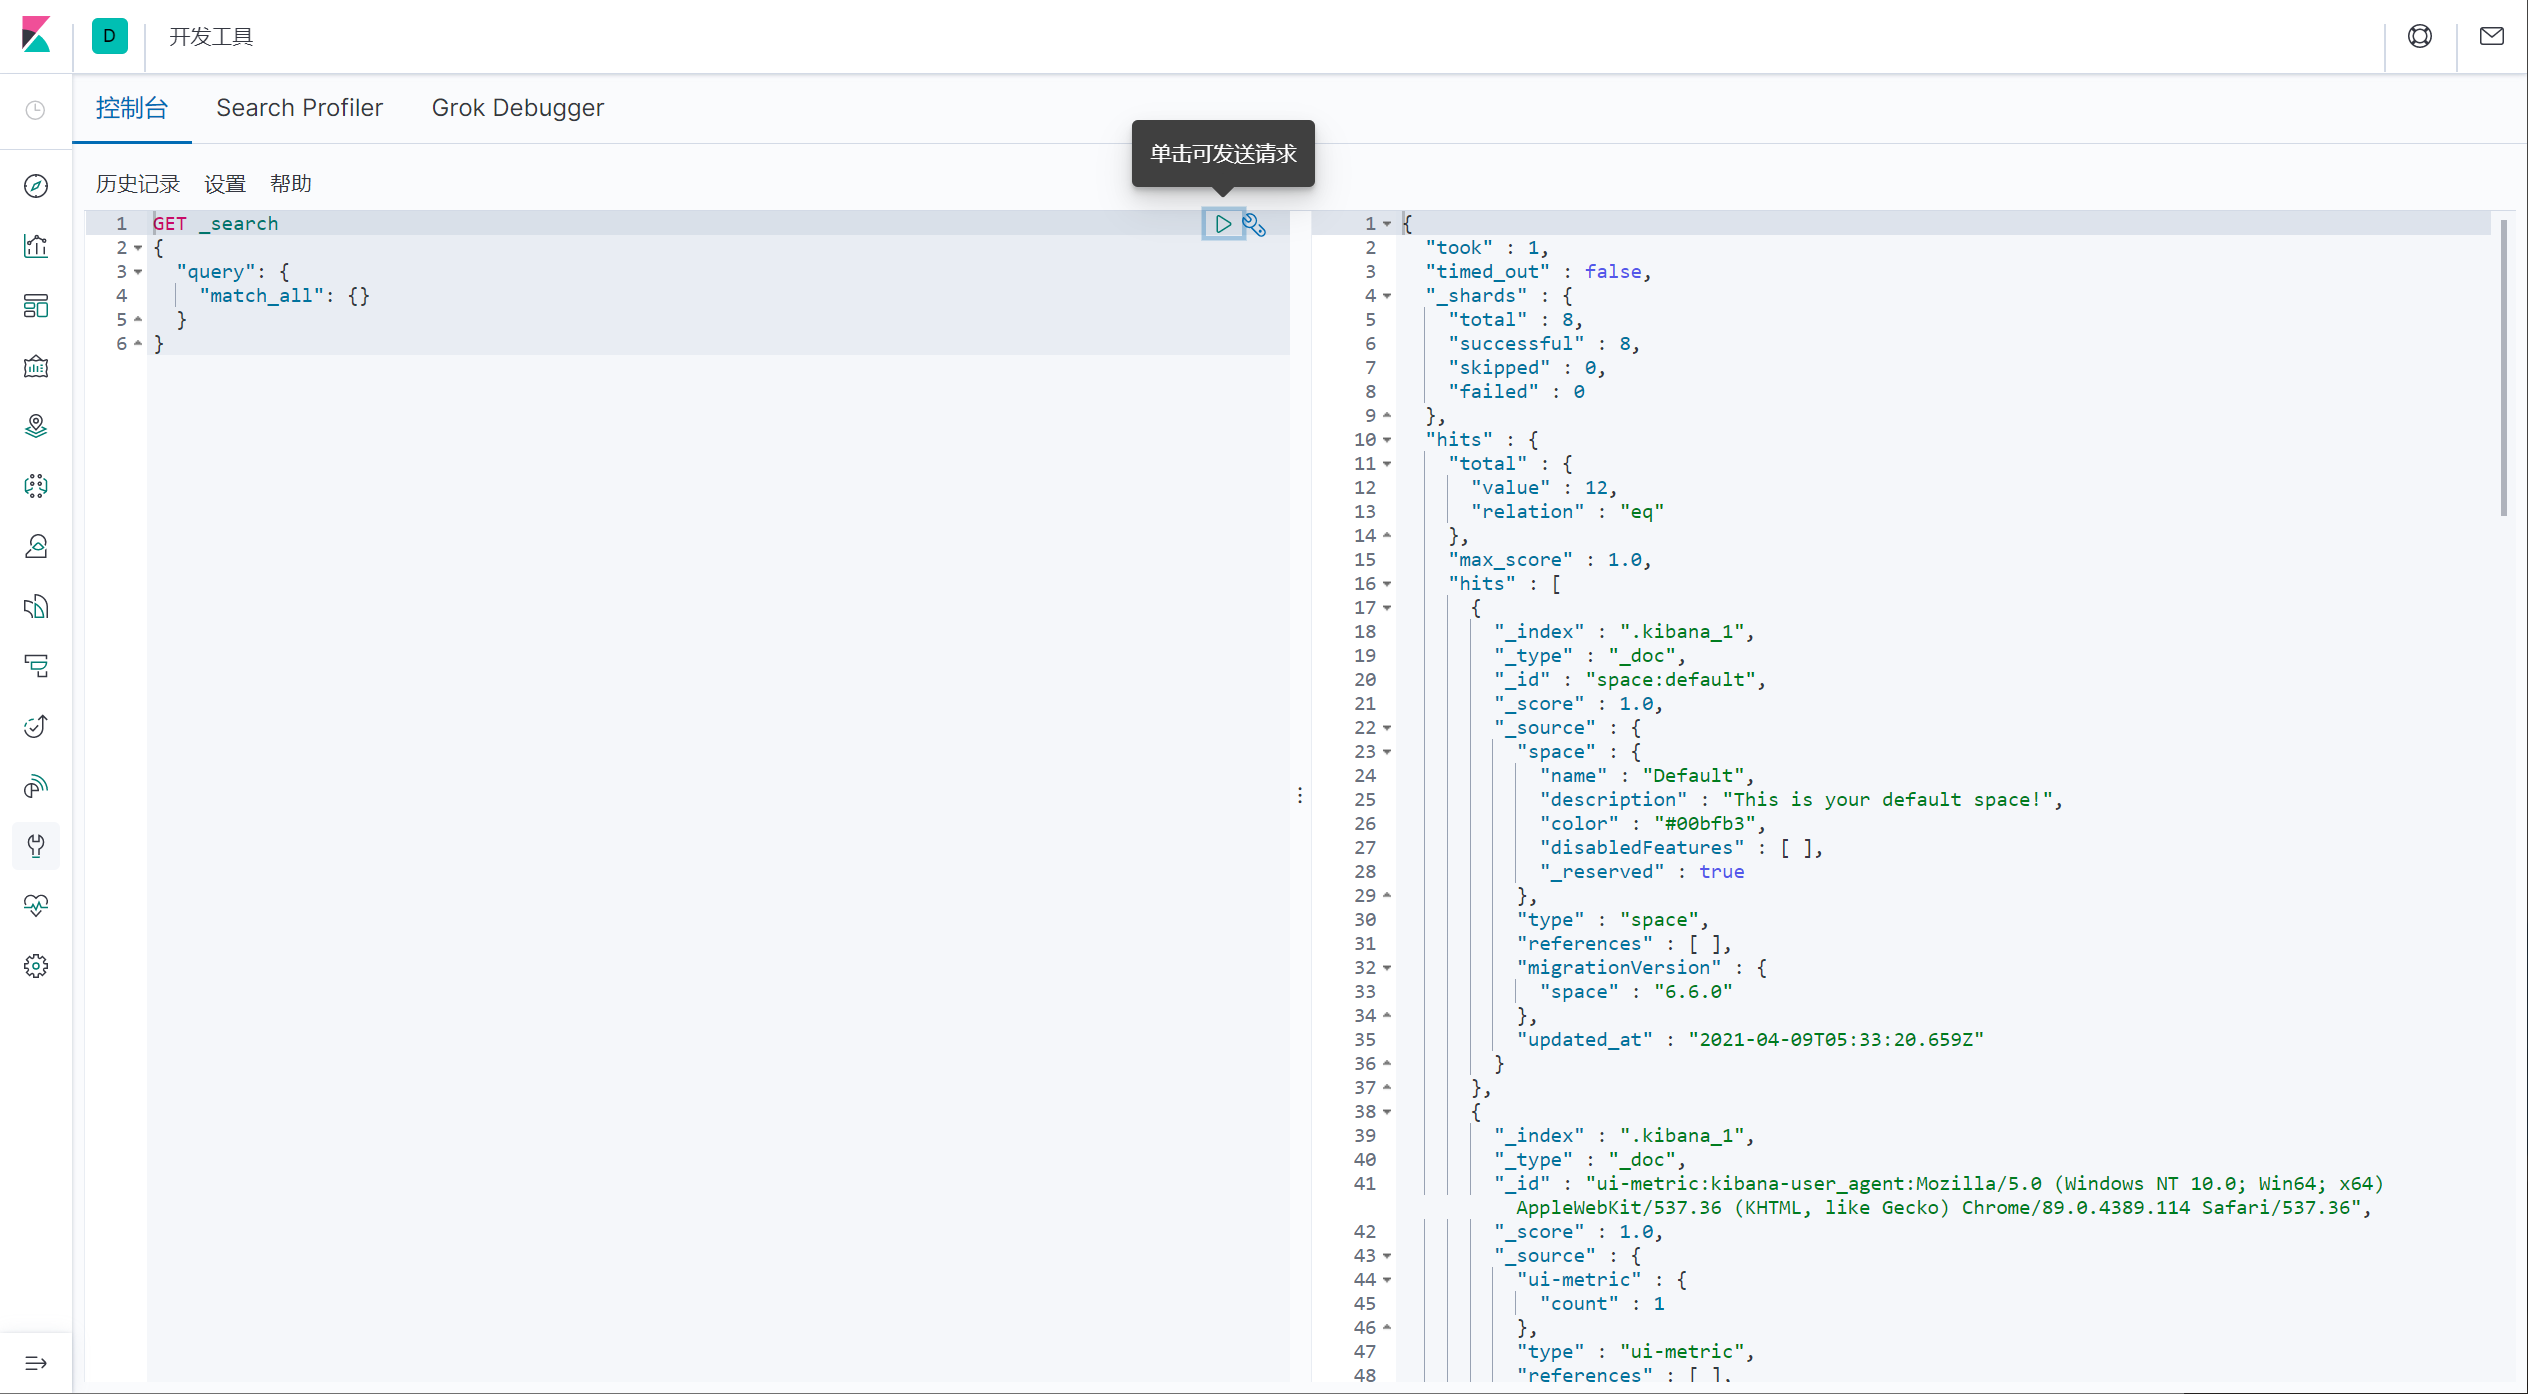 D 开发工具
控制台 Search Profiler Grok Debugger
单击可发送请求
历史记录 设置 帮助
1 GET _search
2 {
3 "query": {
4 "match_all": {}
5 }
6 }
1 {
2 "took" : 1,
3 "timed_out" : false,
4 "_shards" : {
5 "total" : 8,
6 "successful" : 8,
7 "skipped" : 0,
8 "failed" : 0
9 },
10 "hits" : {
11 "total" : {
12 "value" : 12,
13 "relation" : "eq"
14 },
15 "max_score" : 1.0,
16 "hits" : [
17 {
18 "_index" : ".kibana_1",
19 "_type" : "_doc",
20 "_id" : "space:default",
21 "_score" : 1.0,
22 "_source" : {
23 "space" : {
24 "name" : "Default",
25 "description" : "This is your default space!",
26 "color" : "#00bfb3",
27 "disabledFeatures" : [ ],
28 "_reserved" : true
29 },
30 "type" : "space",
31 "references" : [ ],
32 "migrationVersion" : {
33 "space" : "6.6.0"
34 },
35 "updated_at" : "2021-04-09T05:33:20.659Z"
36 }
37 },
38 {
39 "_index" : ".kibana_1",
40 "_type" : "_doc",
41 "_id" : "ui-metric:kibana-user_agent:Mozilla/5.0 (Windows NT 10.0; Win64; x64)
AppleWebKit/537.36 (KHTML, like Gecko) Chrome/89.0.4389.114 Safari/537.36",
42 "_score" : 1.0,
43 "_source" : {
44 "ui-metric" : {
45 "count" : 1
46 },
47 "type" : "ui-metric",
48 "references" : [ ],